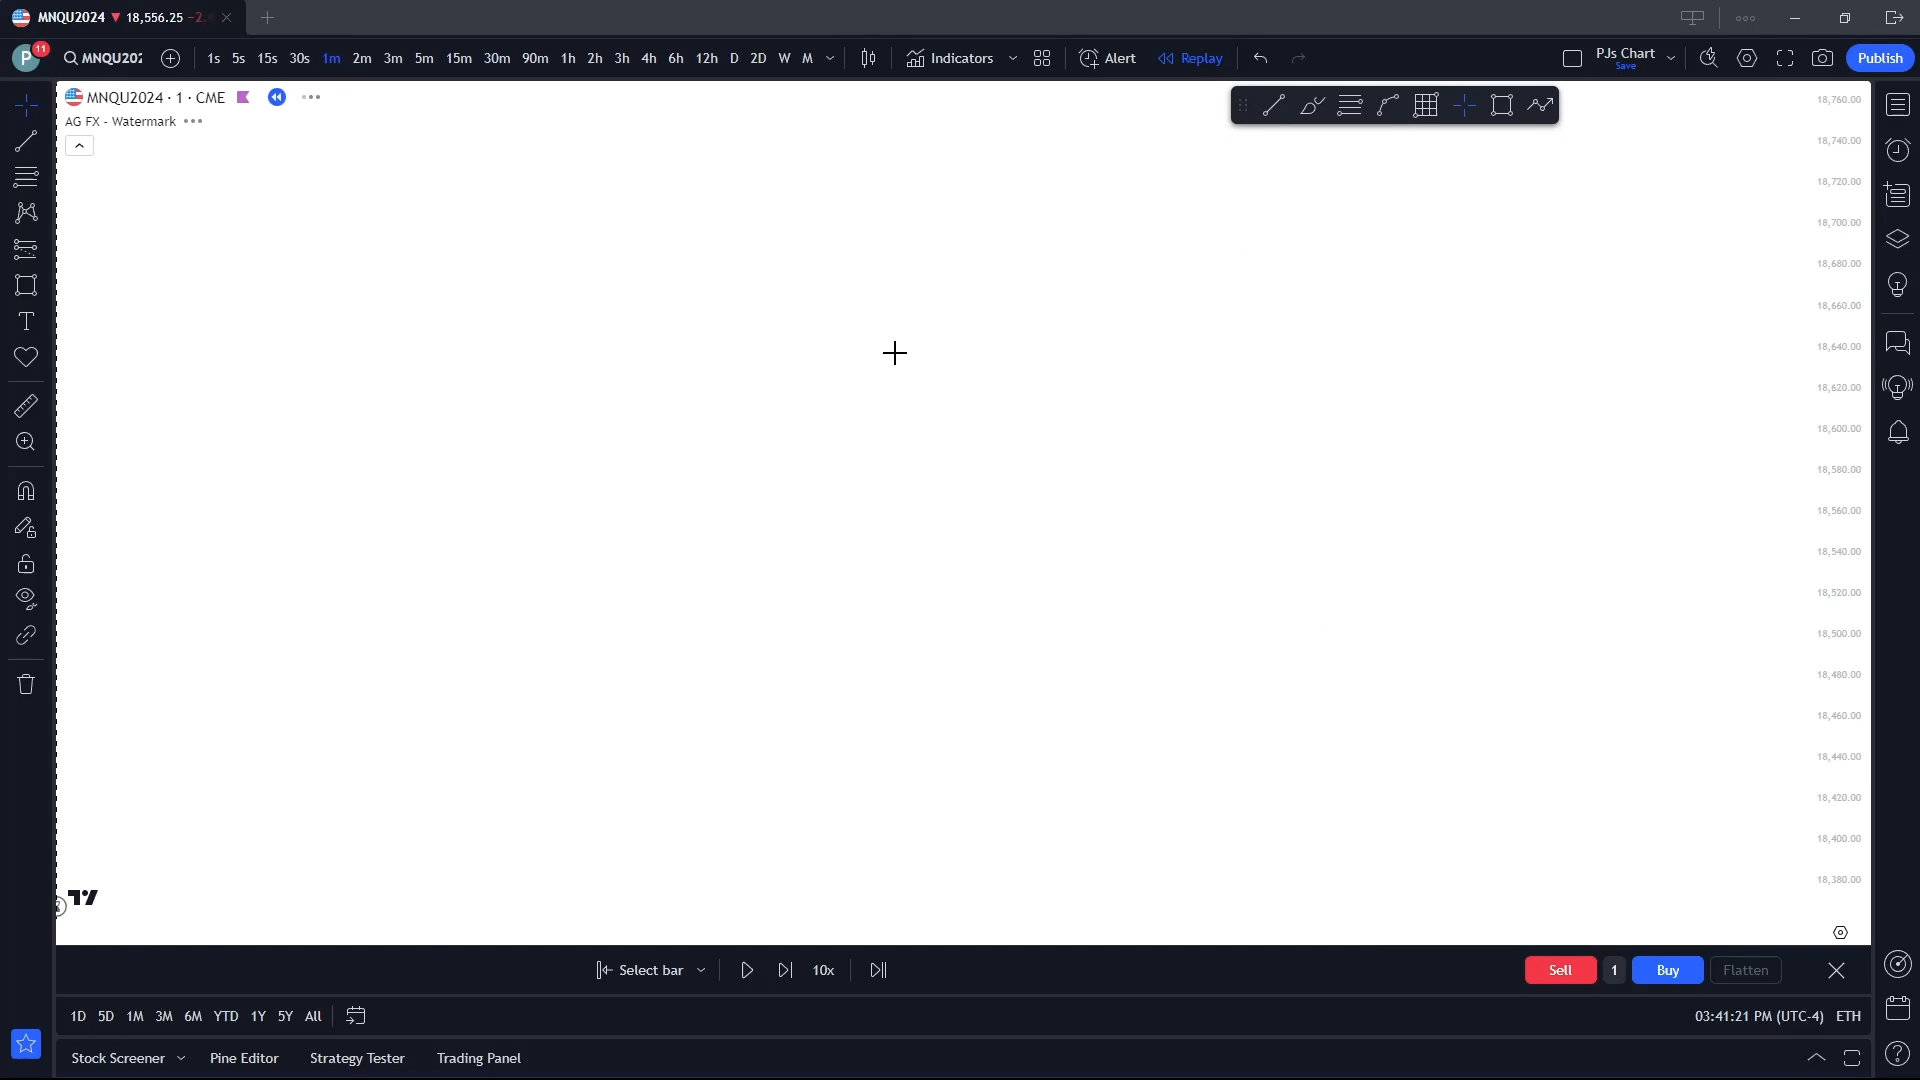 MNQU2024 ▼ 18,556.25
P 11 MNQU202 1s 5s 15s 30s 1m 2m 3m 5m 15m 30m 90m 1h 2h 3h 4h 6h 12h D 2D W M Indicators Alert Replay PJs Chart Save Publish
MNQU2024 · 1 · CME
AG FX - Watermark
18,760.00
18,740.00
18,720.00
18,700.00
18,680.00
18,660.00
18,640.00
18,620.00
18,600.00
18,580.00
18,560.00
18,540.00
18,520.00
18,500.00
18,480.00
18,460.00
18,440.00
18,420.00
18,400.00
18,380.00
Select bar 10x Sell 1 Buy Flatten
1D 5D 1M 3M 6M YTD 1Y 5Y All 03:41:21 PM (UTC-4) ETH
Stock Screener Pine Editor Strategy Tester Trading Panel